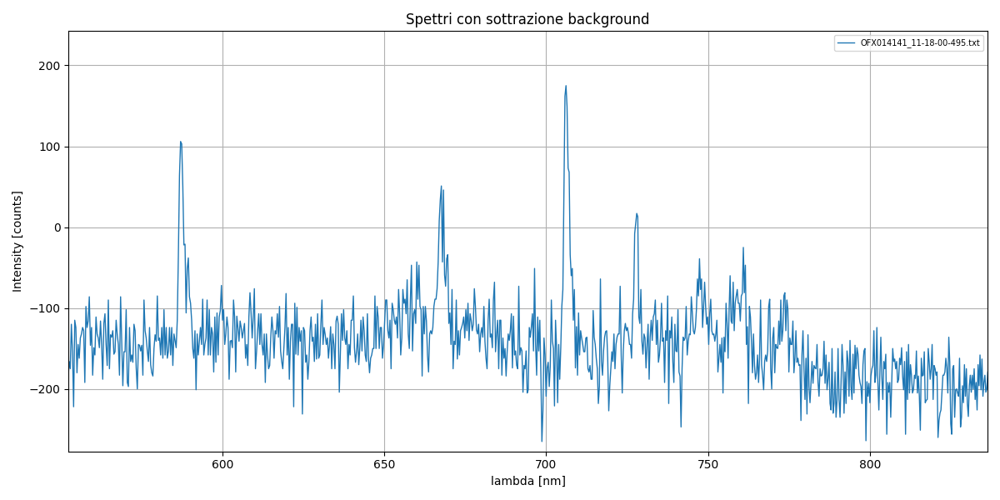 Spettri con sottrazione background
OFX014141_11-18-00-495.txt
Intensity [counts]
200
100
0
−100
−200
600 650 700 750 800
lambda [nm]